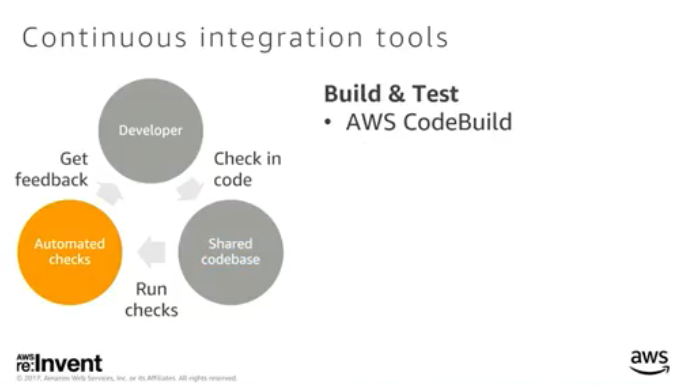 Continuous integration tools
Developer
Get
feedback
Check in
code
Automated
checks
Shared
codebase
Run
checks
Build & Test
• AWS CodeBuild
AWS
re:Invent
© 2017, Amazon Web Services, Inc. or its Affiliates. All rights reserved.
aws